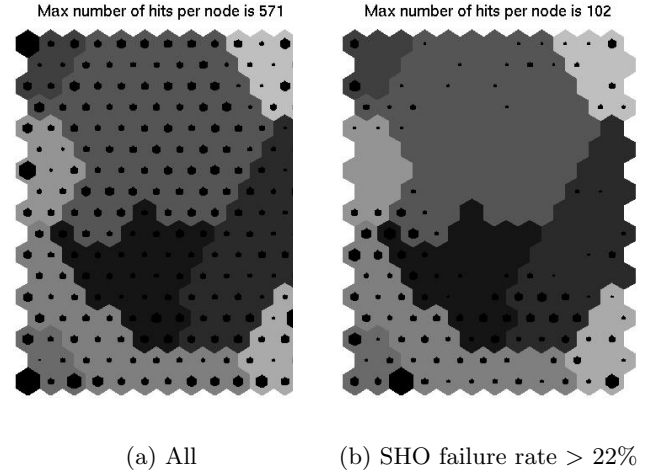 Max number of hits per node is 571
Max number of hits per node is 102
(a) All
(b) SHO failure rate > 22%